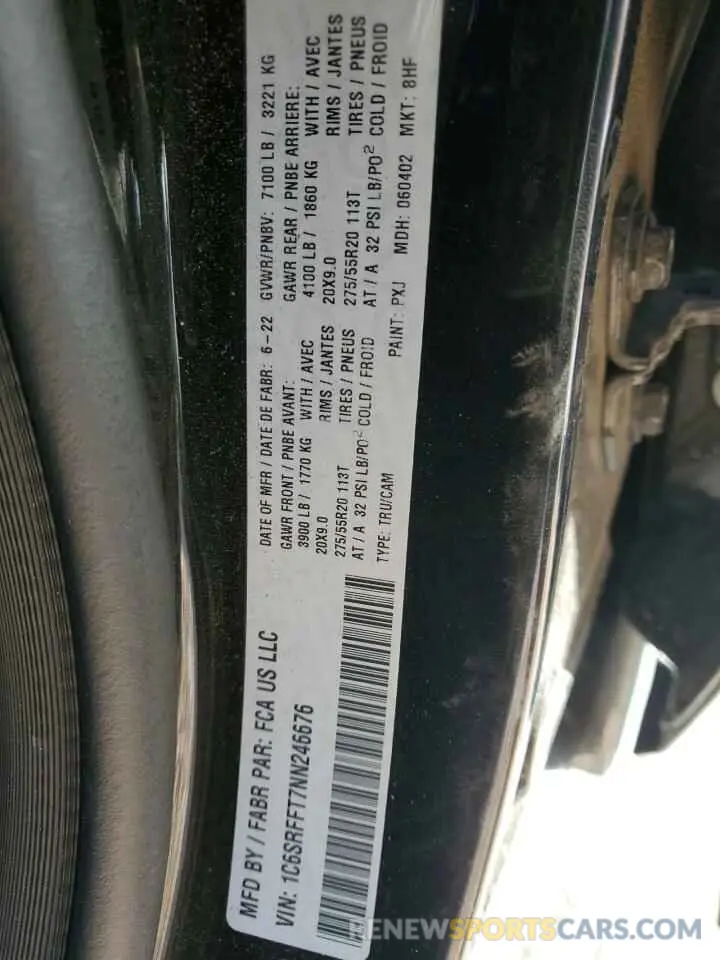 MFD BY / FABR PAR: FCA US LLC
DATE OF MFR / DATE DE FABR: 6-22 GVWR/PNBV: 7100 LB / 3221 KG
GAWR FRONT / PNBE AVANT: GAWR REAR / PNBE ARRIERE:
3900 LB / 1770 KG WITH / AVEC 4100 LB / 1860 KG WITH / AVEC
20X9.0 RIMS / JANTES 20X9.0 RIMS / JANTES
275/55R20 113T TIRES / PNEUS 275/55R20 113T TIRES / PNEUS
AT / A 32 PSI LB/PO² COLD / FROID AT / A 32 PSI LB/PO² COLD / FROID
VIN: 1C6SRFFT7NN246676
TYPE: TRU/CAM PAINT: PXJ MDH: 060402 MKT: 8HF
RENEWSPORTSCARS.COM